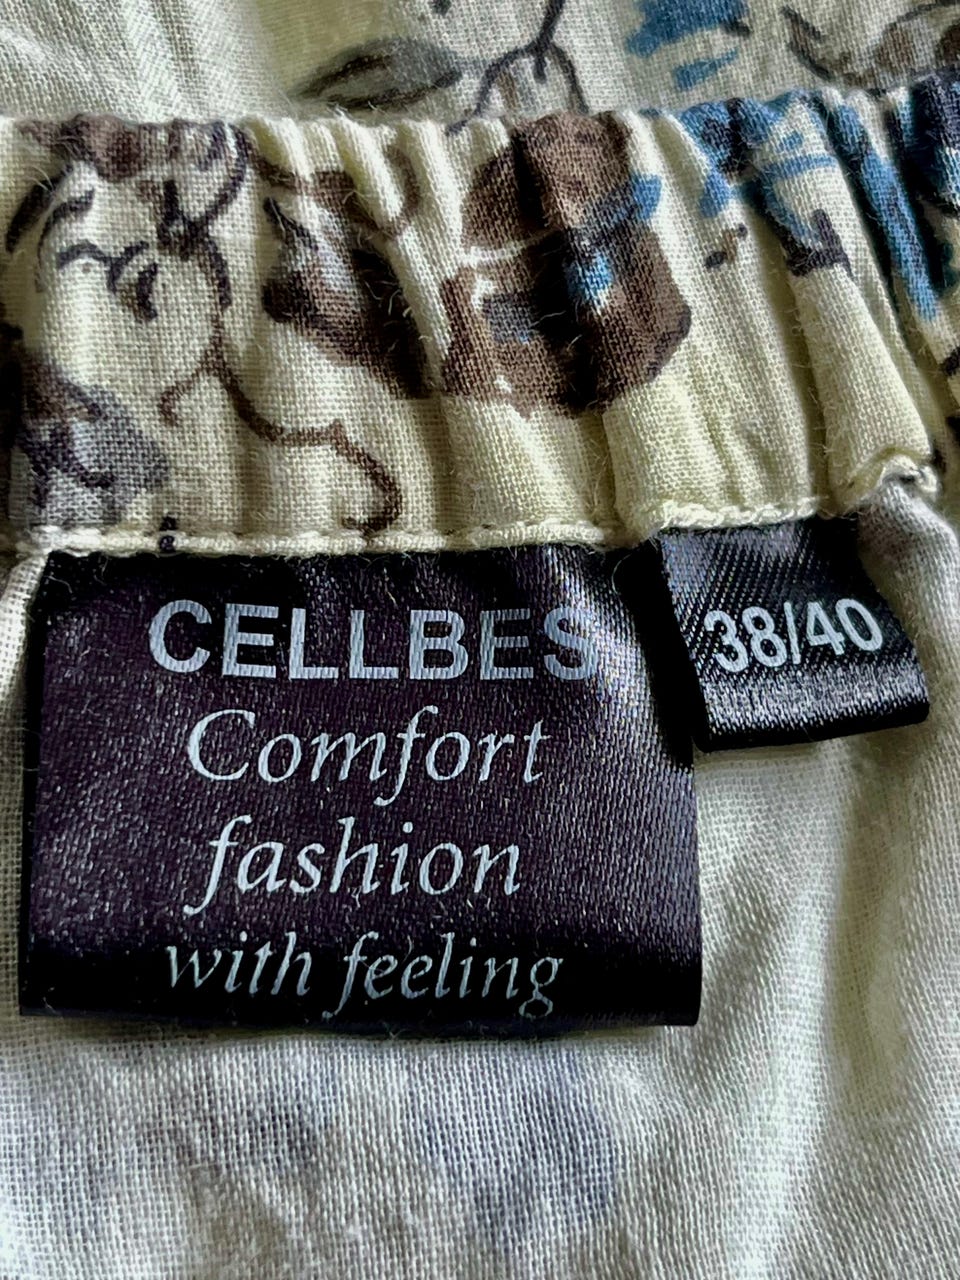 CELLBES
Comfort
fashion
with feeling
38/40